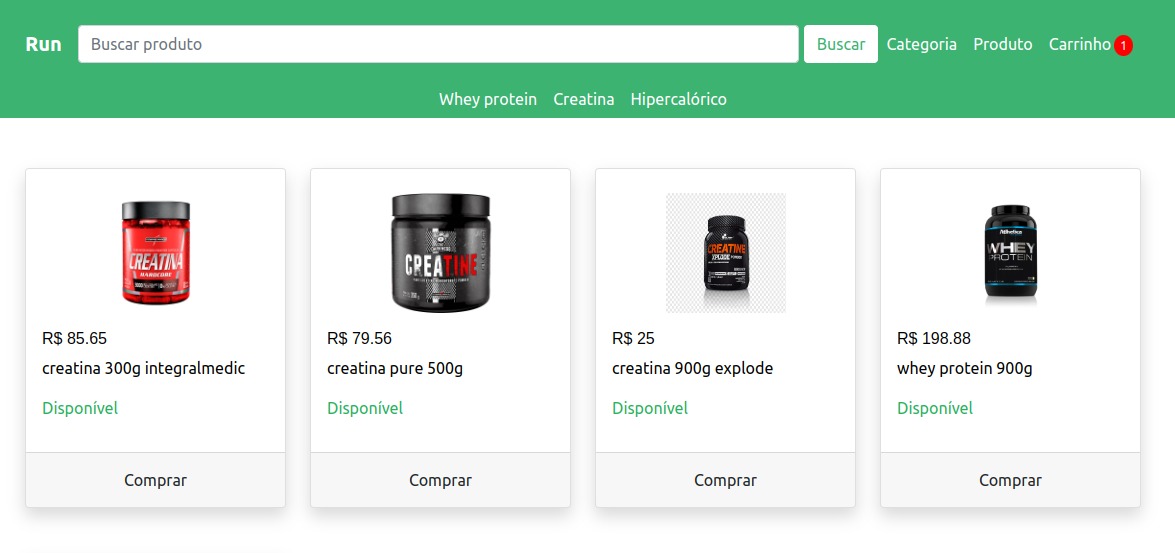 Run Buscar produto Buscar Categoria Produto Carrinho 1
Whey protein Creatina Hipercalórico
CREATINA
HARDCORE
CREATINE
CREATINE
XPLODE POWDER
Atlhetica
WHEY
PROTEIN
R$ 85.65
creatina 300g integralmedic
Disponível
Comprar
R$ 79.56
creatina pure 500g
Disponível
Comprar
R$ 25
creatina 900g explode
Disponível
Comprar
R$ 198.88
whey protein 900g
Disponível
Comprar